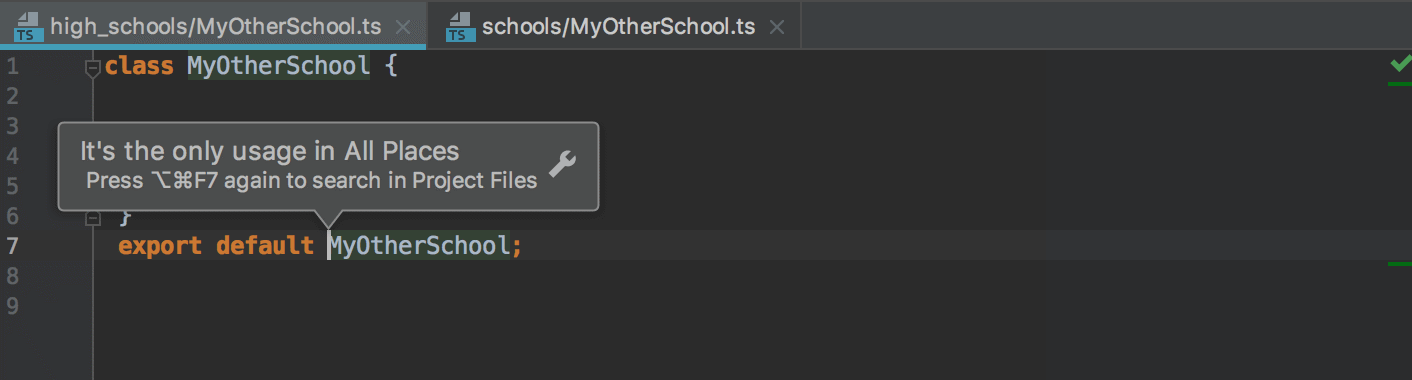 TS high_schools/MyOtherSchool.ts × TS schools/MyOtherSchool.ts ×
1 class MyOtherSchool {
2
3
It's the only usage in All Places
4
Press ⌥⌘F7 again to search in Project Files
5
6 }
7 export default MyOtherSchool;
8
9